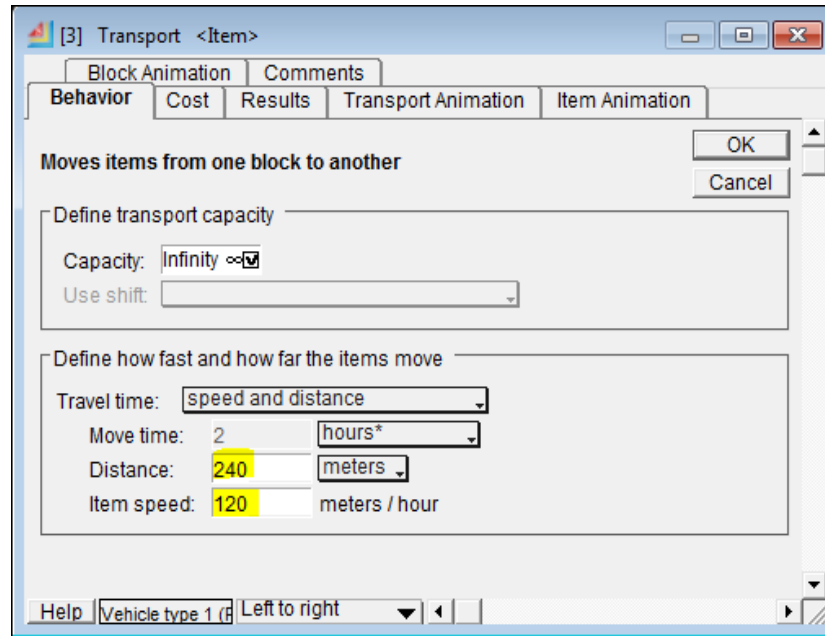 [3] Transport <Item>
Block Animation Comments
Behavior Cost Results Transport Animation Item Animation
OK
Moves items from one block to another
Cancel
Define transport capacity
Capacity: Infinity ∞
Use shift:
Define how fast and how far the items move
Travel time: speed and distance
Move time: 2 hours*
Distance: 240 meters
Item speed: 120 meters / hour
Help Vehicle type 1 (F Left to right